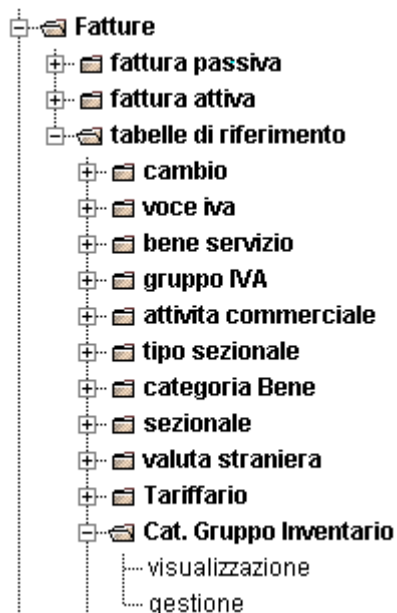 Fatture
fattura passiva
fattura attiva
tabelle di riferimento
cambio
voce iva
bene servizio
gruppo IVA
attivita commerciale
tipo sezionale
categoria Bene
sezionale
valuta straniera
Tariffario
Cat. Gruppo Inventario
visualizzazione
gestione